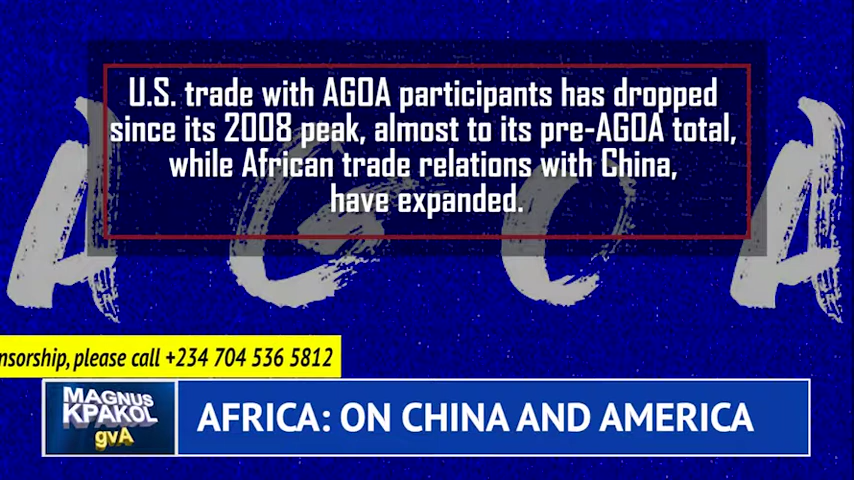 U.S. trade with AGOA participants has dropped
since its 2008 peak, almost to its pre-AGOA total,
while African trade relations with China,
have expanded.
AGOA
nsorship, please call +234 704 536 5812
MAGNUS
KPAKOL
gvA
AFRICA: ON CHINA AND AMERICA